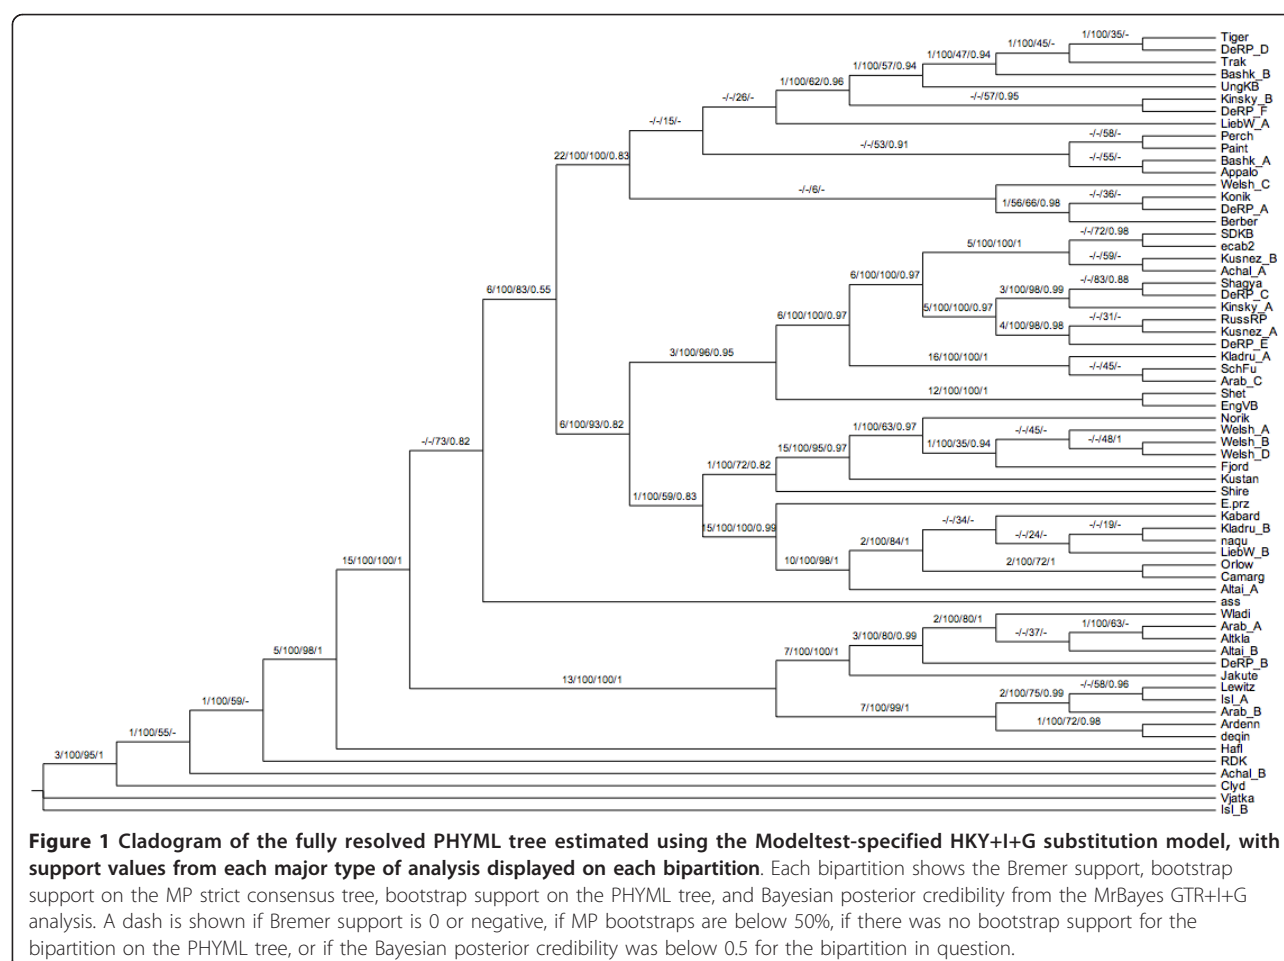 1/100/35/-
Tiger
1/100/45/-
DeRP_D
1/100/47/0.94
Trak
1/100/57/0.94
Bashk_B
1/100/62/0.96
UngKB
-/-/26/-
-/-/57/0.95
Kinsky_B
DeRP_F
-/-/15/-
LiebW_A
-/-/58/-
Perch
-/-/53/0.91
Paint
22/100/100/0.83
-/-/55/-
Bashk_A
Appalo
-/-/6/-
Welsh_C
-/-/36/-
Konik
1/56/66/0.98
DeRP_A
Berber
-/-/72/0.98
SDKB
5/100/100/1
ecab2
-/-/59/-
Kusnez_B
6/100/100/0.97
Achal_A
-/-/83/0.88
Shagya
6/100/83/0.55
3/100/98/0.99
DeRP_C
5/100/100/0.97
Kinsky_A
6/100/100/0.97
-/-/31/-
RussRP
4/100/98/0.98
Kusnez_A
DeRP_E
3/100/96/0.95
16/100/100/1
Kladru_A
-/-/45/-
SchFu
Arab_C
12/100/100/1
Shet
EngVB
6/100/93/0.82
1/100/63/0.97
Norik
-/-/45/-
Welsh_A
-/-/73/0.82
15/100/95/0.97
1/100/35/0.94
-/-/48/1
Welsh_B
Welsh_D
1/100/72/0.82
Fjord
Kustan
1/100/59/0.83
Shire
E.prz
15/100/100/0.99
-/-/34/-
Kabard
-/-/19/-
Kladru_B
2/100/84/1
-/-/24/-
naqu
LiebW_B
15/100/100/1
10/100/98/1
2/100/72/1
Orlow
Camarg
Altai_A
ass
2/100/80/1
Wladi
1/100/63/-
Arab_A
3/100/80/0.99
-/-/37/-
Altkla
5/100/98/1
7/100/100/1
Altai_B
DeRP_B
13/100/100/1
Jakute
-/-/58/0.96
Lewitz
1/100/59/-
2/100/75/0.99
Isl_A
7/100/99/1
Arab_B
1/100/72/0.98
Ardenn
1/100/55/-
deqin
Hafl
3/100/95/1
RDK
Achal_B
Clyd
Vjatka
Isl_B
Figure 1 Cladogram of the fully resolved PHYML tree estimated using the Modeltest-specified HKY+I+G substitution model, with
support values from each major type of analysis displayed on each bipartition. Each bipartition shows the Bremer support, bootstrap
support on the MP strict consensus tree, bootstrap support on the PHYML tree, and Bayesian posterior credibility from the MrBayes GTR+I+G
analysis. A dash is shown if Bremer support is 0 or negative, if MP bootstraps are below 50%, if there was no bootstrap support for the
bipartition on the PHYML tree, or if the Bayesian posterior credibility was below 0.5 for the bipartition in question.